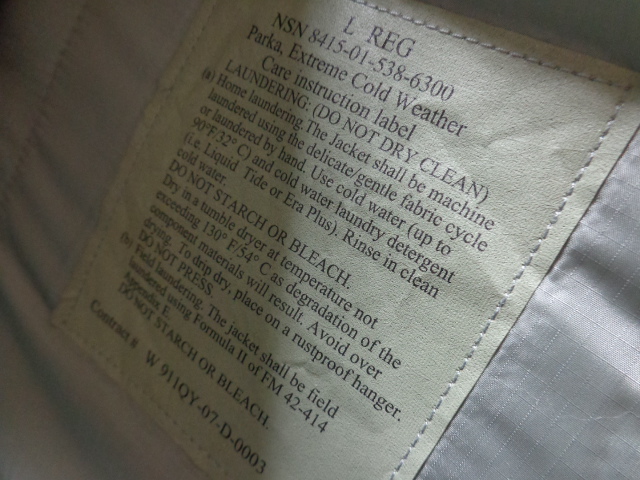 L REG
NSN 8415-01-538-6300
Parka, Extreme Cold Weather
Care instruction label
LAUNDERING: (DO NOT DRY CLEAN)
(a) Home laundering. The Jacket shall be machine
laundered using the delicate/gentle fabric cycle
or laundered by hand. Use cold water (up to
90°F/32° C) and cold water laundry detergent
(i.e. Liquid Tide or Era Plus). Rinse in clean
cold water.
DO NOT STARCH OR BLEACH.
Dry in a tumble dryer at temperature not
exceeding 130° F/54° C as degradation of the
component materials will result. Avoid over
drying. To drip dry, place on a rustproof hanger.
DO NOT PRESS
(b) Field laundering. The jacket shall be field
laundered using Formula II of FM 42-414
Appendix E.
DO NOT STARCH OR BLEACH.
Contract # W 911QY-07-D-0003